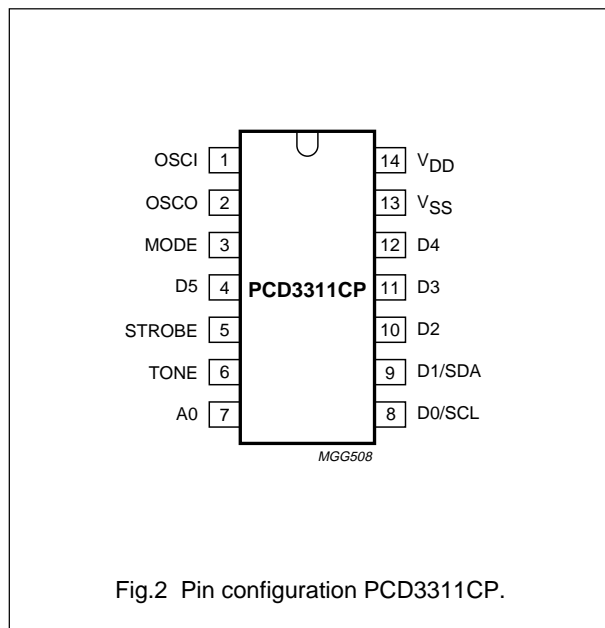 OSCI 1 14 VDD
OSCO 2 13 VSS
MODE 3 12 D4
D5 4 PCD3311CP 11 D3
STROBE 5 10 D2
TONE 6 9 D1/SDA
A0 7 8 D0/SCL
MGG508
Fig.2 Pin configuration PCD3311CP.